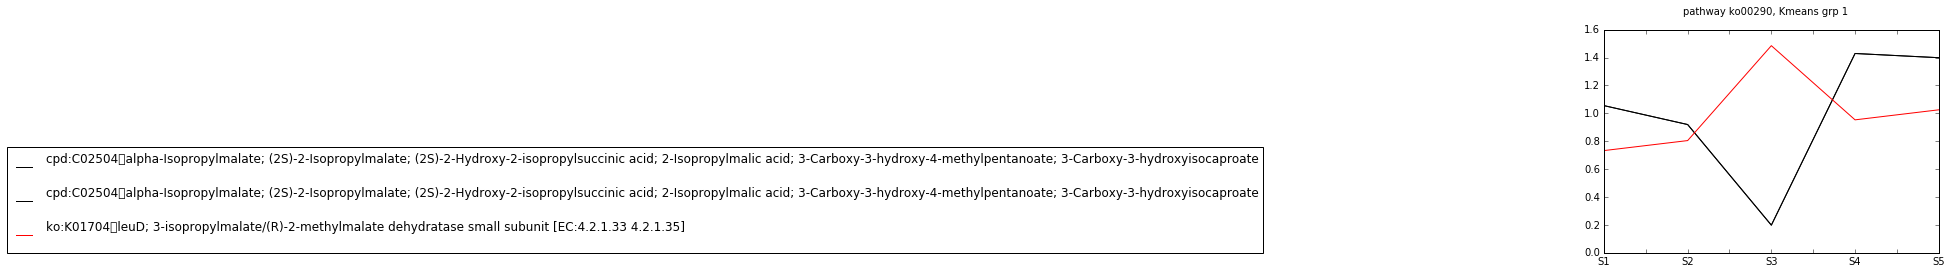 pathway ko00290, Kmeans grp 1
1.6
1.4
1.2
1.0
0.8
0.6
0.4
0.2
0.0
S1 S2 S3 S4 S5
cpd:C02504▯alpha-Isopropylmalate; (2S)-2-Isopropylmalate; (2S)-2-Hydroxy-2-isopropylsuccinic acid; 2-Isopropylmalic acid; 3-Carboxy-3-hydroxy-4-methylpentanoate; 3-Carboxy-3-hydroxyisocaproate
cpd:C02504▯alpha-Isopropylmalate; (2S)-2-Isopropylmalate; (2S)-2-Hydroxy-2-isopropylsuccinic acid; 2-Isopropylmalic acid; 3-Carboxy-3-hydroxy-4-methylpentanoate; 3-Carboxy-3-hydroxyisocaproate
ko:K01704▯leuD; 3-isopropylmalate/(R)-2-methylmalate dehydratase small subunit [EC:4.2.1.33 4.2.1.35]